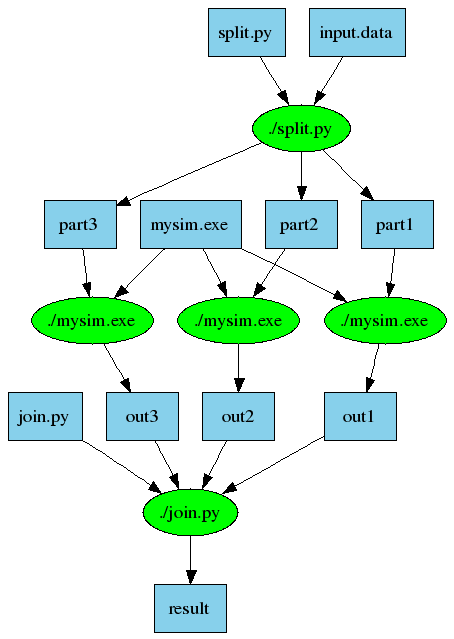 split.py
input.data
./split.py
part3
mysim.exe
part2
part1
./mysim.exe
./mysim.exe
./mysim.exe
join.py
out3
out2
out1
./join.py
result